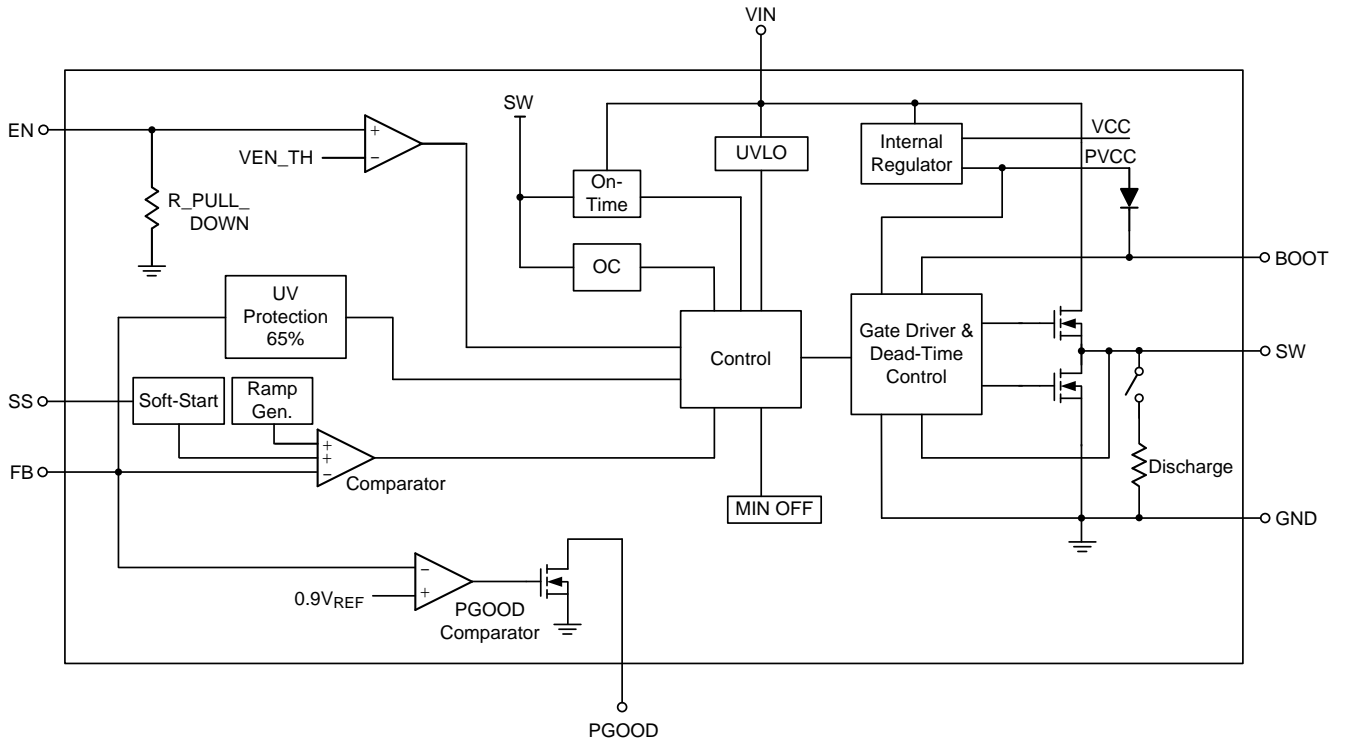 VIN
SW
EN
VEN_TH
+
−
UVLO
Internal
Regulator
VCC
PVCC
On-
Time
R_PULL_
DOWN
OC
BOOT
UV
Protection
65%
Gate Driver &
Dead-Time
Control
Control
SW
SS
Soft-Start
Ramp
Gen.
+
+
−
FB
Comparator
Discharge
MIN OFF
GND
−
+
0.9VREF
PGOOD
Comparator
PGOOD